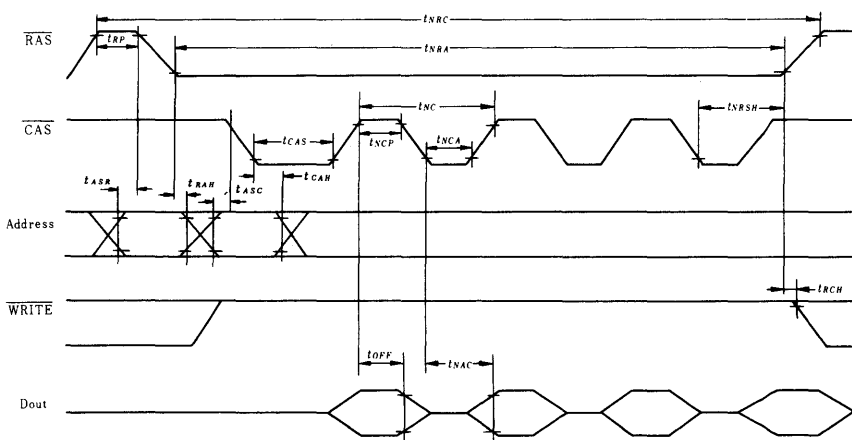 tNRC
RAS
tRP
tNRA
tNC
tNRSH
CAS
tCAS
tNCP
tNCA
tASR
tRAH
tASC
tCAH
Address
WRITE
tRCH
tOFF
tNAC
Dout